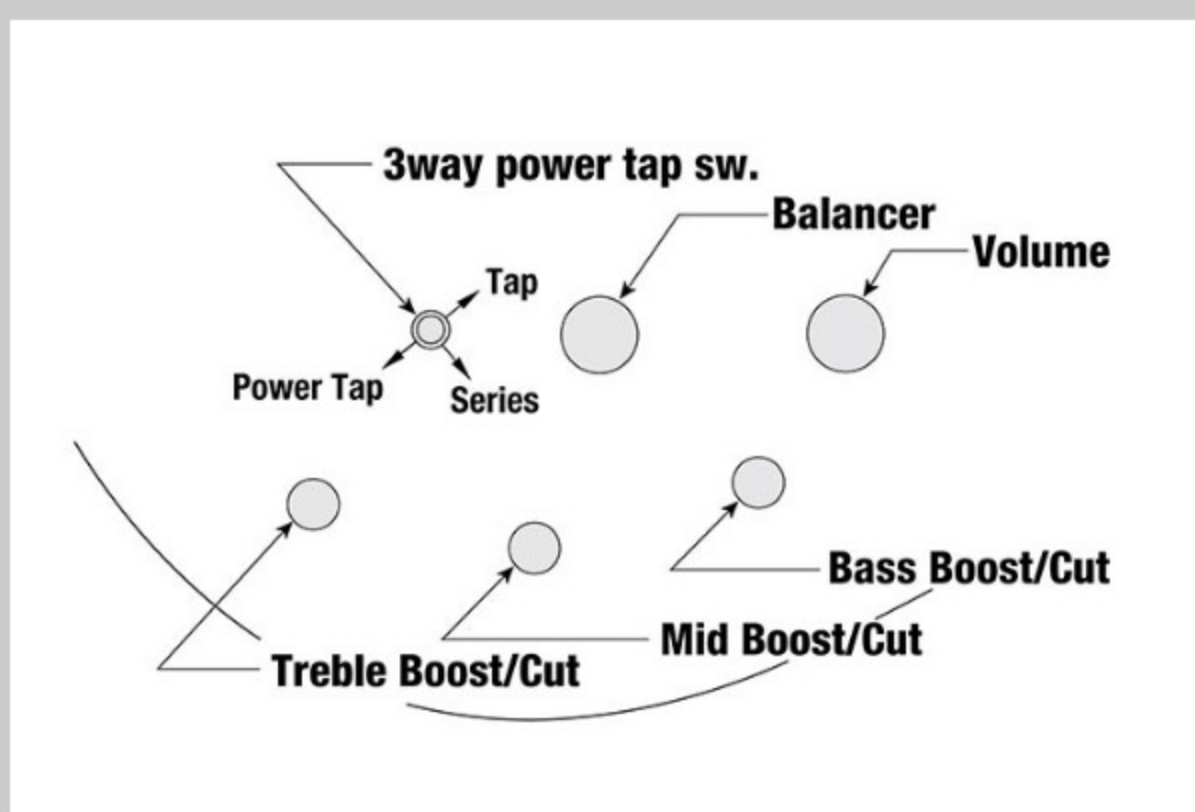 3way power tap sw.
Balancer
Volume
Tap
Power Tap
Series
Bass Boost/Cut
Mid Boost/Cut
Treble Boost/Cut